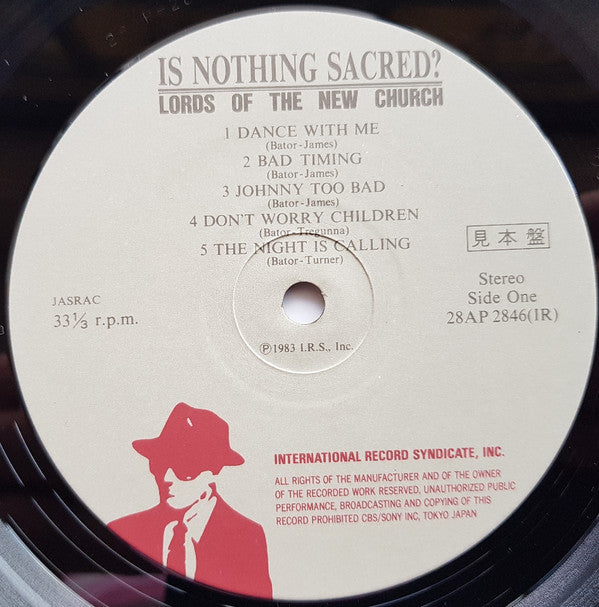 IS NOTHING SACRED?
LORDS OF THE NEW CHURCH
1 DANCE WITH ME
(Bator-James)
2 BAD TIMING
(Bator-James)
3 JOHNNY TOO BAD
(Bator-James)
4 DON'T WORRY CHILDREN
(Bator-Tregunna)
5 THE NIGHT IS CALLING
(Bator-Turner)
見本盤
JASRAC
33⅓ r.p.m.
Stereo
Side One
28AP 2846(IR)
Ⓟ1983 I.R.S., Inc.
INTERNATIONAL RECORD SYNDICATE, INC.
ALL RIGHTS OF THE MANUFACTURER AND OF THE OWNER
OF THE RECORDED WORK RESERVED, UNAUTHORIZED PUBLIC
PERFORMANCE, BROADCASTING AND COPYING OF THIS
RECORD PROHIBITED CBS/SONY INC, TOKYO JAPAN